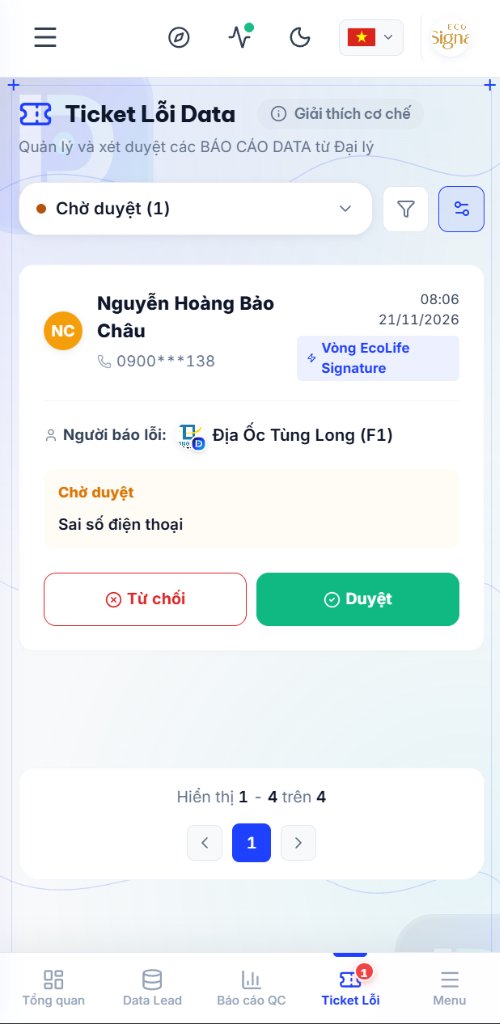 ECO
Signa
Ticket Lỗi Data
Giải thích cơ chế
Quản lý và xét duyệt các BÁO CÁO DATA từ Đại lý
Chờ duyệt (1)
NC
Nguyễn Hoàng Bảo
Châu
0900***138
08:06
21/11/2026
Vòng EcoLife
Signature
Người báo lỗi:
Địa Ốc Tùng Long (F1)
Chờ duyệt
Sai số điện thoại
Từ chối
Duyệt
Hiển thị 1 - 4 trên 4
1
Tổng quan
Data Lead
Báo cáo QC
Ticket Lỗi
1
Menu